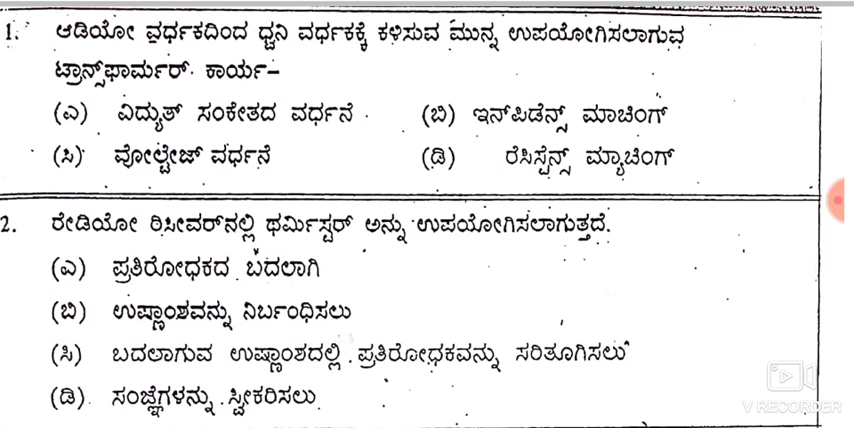 1. ಆಡಿಯೋ ವರ್ಧಕದಿಂದ ಧ್ವನಿ ವರ್ಧಕಕ್ಕೆ ಕಳಿಸುವ ಮುನ್ನ ಉಪಯೋಗಿಸಲಾಗುವ
ಟ್ರಾನ್ಸ್‌ಫಾರ್ಮರ್ ಕಾರ್ಯ–
(ಎ) ವಿದ್ಯುತ್ ಸಂಕೇತದ ವರ್ಧನೆ (ಬಿ) ಇನ್‌ಪಿಡೆನ್ಸ್ ಮಾಚಿಂಗ್
(ಸಿ) ವೋಲ್ಟೇಜ್ ವರ್ಧನೆ (ಡಿ) ರೆಸಿಸ್ಟೆನ್ಸ್ ಮ್ಯಾಚಿಂಗ್
2. ರೇಡಿಯೋ ರಿಸೀವರ್‌ನಲ್ಲಿ ಥರ್ಮಿಸ್ಟರ್ ಅನ್ನು ಉಪಯೋಗಿಸಲಾಗುತ್ತದೆ.
(ಎ) ಪ್ರತಿರೋಧಕದ ಬದಲಾಗಿ
(ಬಿ) ಉಷ್ಣಾಂಶವನ್ನು ನಿರ್ಬಂಧಿಸಲು
(ಸಿ) ಬದಲಾಗುವ ಉಷ್ಣಾಂಶದಲ್ಲಿ ಪ್ರತಿರೋಧಕವನ್ನು ಸರಿತೂಗಿಸಲು
(ಡಿ) ಸಂಜ್ಞೆಗಳನ್ನು ಸ್ವೀಕರಿಸಲು
V RECORDER